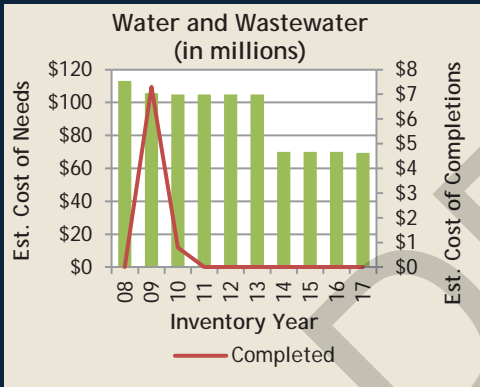 Water and Wastewater
(in millions)
Est. Cost of Needs
$120
$100
$80
$60
$40
$20
$0
$8
$7
$6
$5
$4
$3
$2
$1
$0
Est. Cost of Completions
08 09 10 11 12 13 14 15 16 17
Inventory Year
Completed